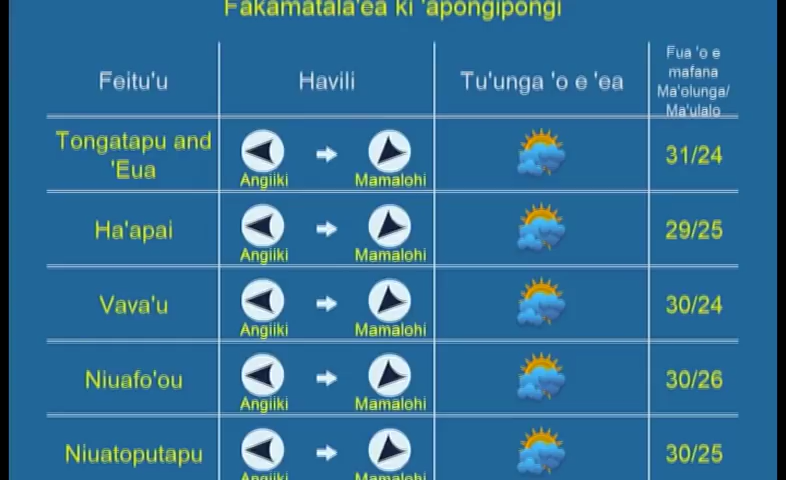 Fakamatala'ea ki 'apongipongi
Feitu'u Havili Tu'unga 'o e 'ea Fua 'o e
mafana
Ma'olunga/
Ma'ulalo
Tongatapu and
'Eua
Angiiki Mamalohi 31/24
Ha'apai 29/25
Angiiki Mamalohi
Vava'u 30/24
Angiiki Mamalohi
Niuafo'ou 30/26
Angiiki Mamalohi
Niuatoputapu 30/25
Angiiki Mamalohi